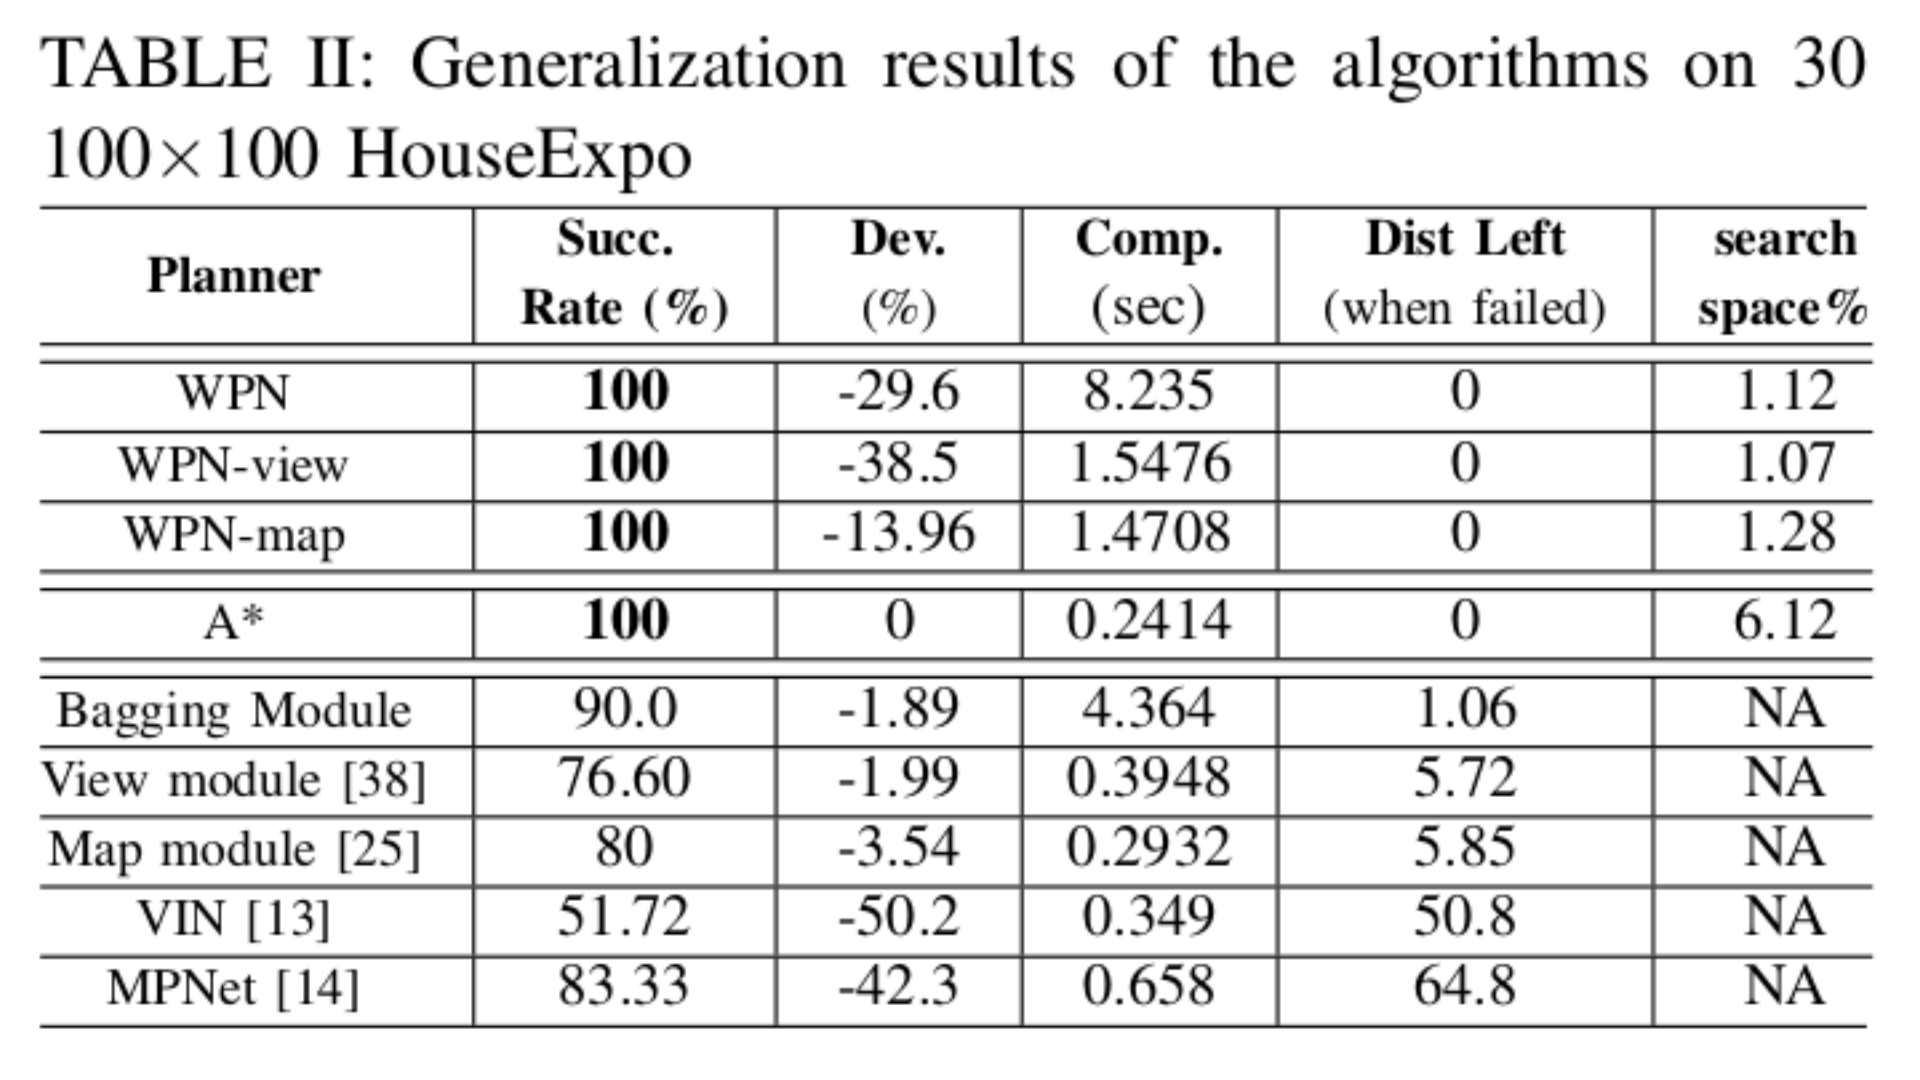 TABLE II: Generalization results of the algorithms on 30
100×100 HouseExpo
Planner Succ. Rate (%) Dev. (%) Comp. (sec) Dist Left (when failed) search space%
WPN 100 -29.6 8.235 0 1.12
WPN-view 100 -38.5 1.5476 0 1.07
WPN-map 100 -13.96 1.4708 0 1.28
A* 100 0 0.2414 0 6.12
Bagging Module 90.0 -1.89 4.364 1.06 NA
View module [38] 76.60 -1.99 0.3948 5.72 NA
Map module [25] 80 -3.54 0.2932 5.85 NA
VIN [13] 51.72 -50.2 0.349 50.8 NA
MPNet [14] 83.33 -42.3 0.658 64.8 NA